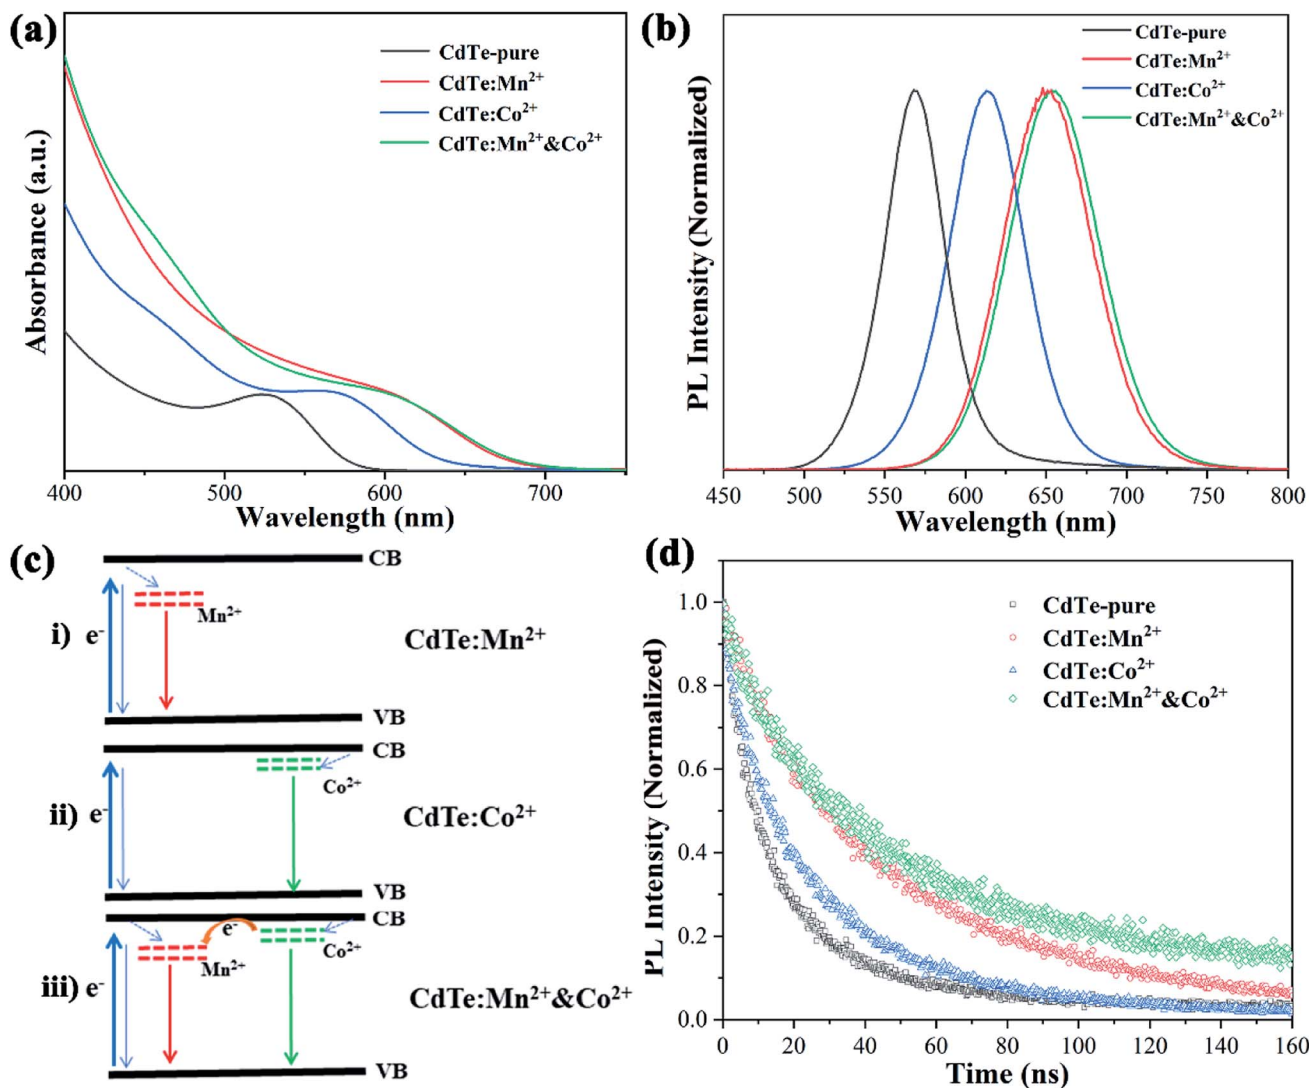 (a)
CdTe-pure
CdTe:Mn²⁺
CdTe:Co²⁺
CdTe:Mn²⁺&Co²⁺
Absorbance (a.u.)
400 500 600 700
Wavelength (nm)
(b)
CdTe-pure
CdTe:Mn²⁺
CdTe:Co²⁺
CdTe:Mn²⁺&Co²⁺
PL Intensity (Normalized)
450 500 550 600 650 700 750 800
Wavelength (nm)
(c)
CB
Mn²⁺
i) e⁻
CdTe:Mn²⁺
VB
CB
Co²⁺
ii) e⁻
CdTe:Co²⁺
VB
CB
e⁻
Mn²⁺
Co²⁺
iii) e⁻
CdTe:Mn²⁺&Co²⁺
VB
(d)
CdTe-pure
CdTe:Mn²⁺
CdTe:Co²⁺
CdTe:Mn²⁺&Co²⁺
PL Intensity (Normalized)
1.0
0.8
0.6
0.4
0.2
0.0
0 20 40 60 80 100 120 140 160
Time (ns)